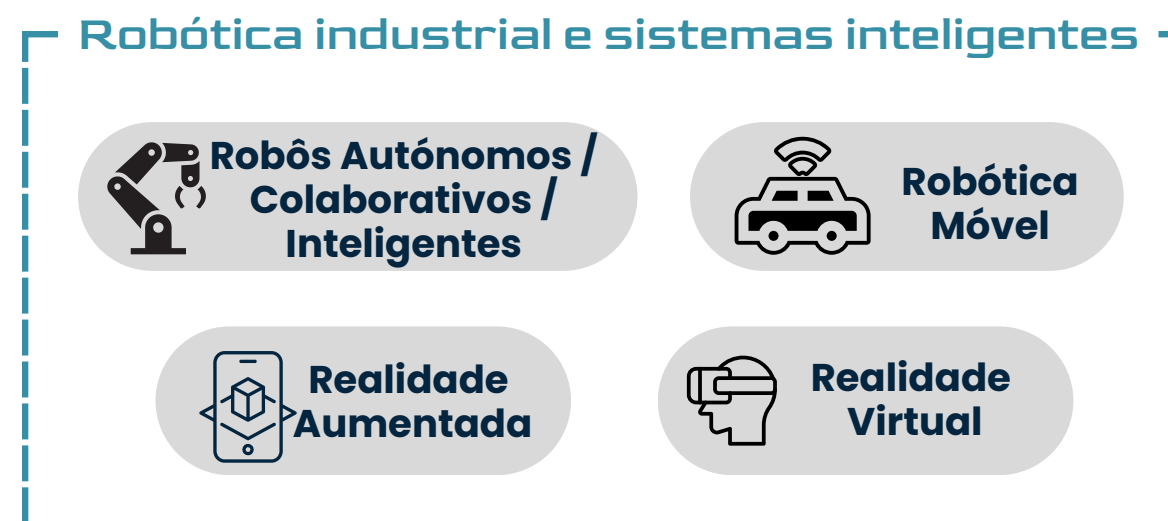 Robótica industrial e sistemas inteligentes
Robôs Autónomos /
Colaborativos /
Inteligentes
Robótica
Móvel
Realidade
Aumentada
Realidade
Virtual